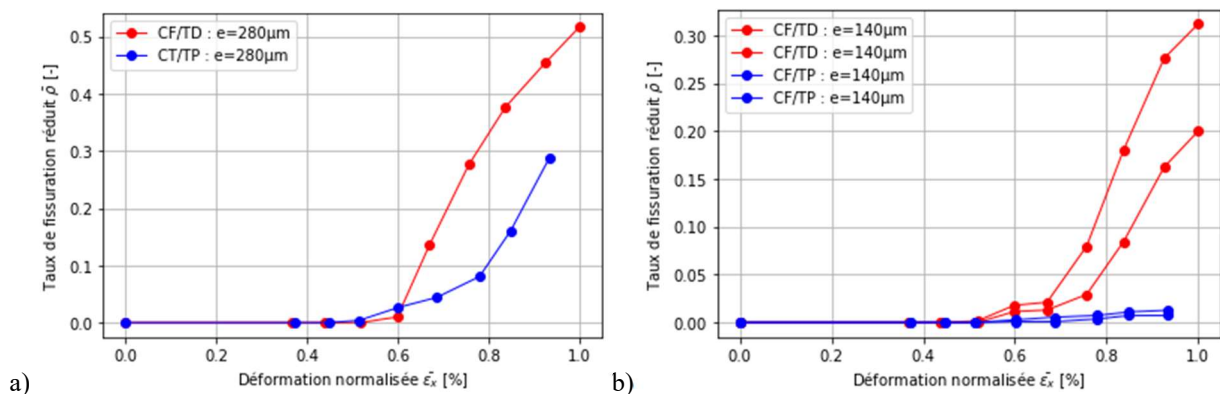 CF/TD : e=280μm
CT/TP : e=280μm
Taux de fissuration réduit ρ̄ [-]
0.5
0.4
0.3
0.2
0.1
0.0
0.0 0.2 0.4 0.6 0.8 1.0
Déformation normalisée ε̄ₓ [%]
a)
CF/TD : e=140μm
CF/TD : e=140μm
CF/TP : e=140μm
CF/TP : e=140μm
Taux de fissuration réduit ρ̄ [-]
0.30
0.25
0.20
0.15
0.10
0.05
0.00
0.0 0.2 0.4 0.6 0.8 1.0
Déformation normalisée ε̄ₓ [%]
b)